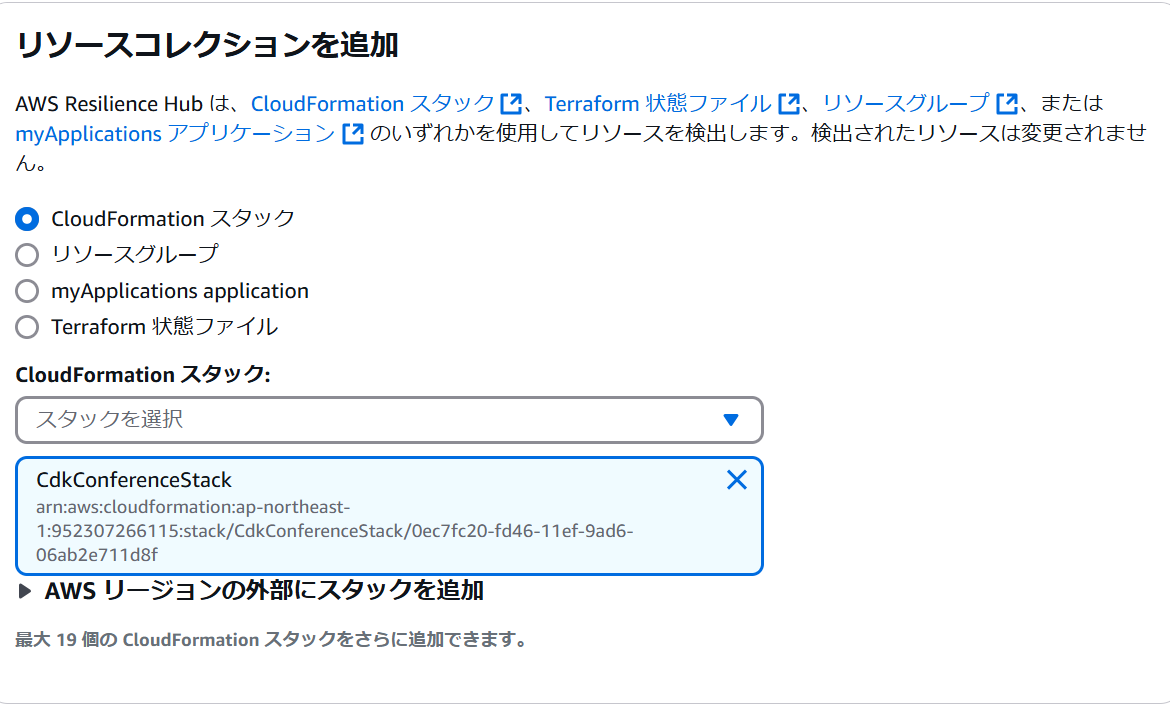 リソースコレクションを追加
AWS Resilience Hub は、CloudFormation スタック、Terraform 状態ファイル、リソースグループ、または
myApplications アプリケーション のいずれかを使用してリソースを検出します。検出されたリソースは変更されませ
ん。
CloudFormation スタック
リソースグループ
myApplications application
Terraform 状態ファイル
CloudFormation スタック:
スタックを選択
CdkConferenceStack
arn:aws:cloudformation:ap-northeast-
1:952307266115:stack/CdkConferenceStack/0ec7fc20-fd46-11ef-9ad6-
06ab2e711d8f
AWS リージョンの外部にスタックを追加
最大 19 個の CloudFormation スタックをさらに追加できます。